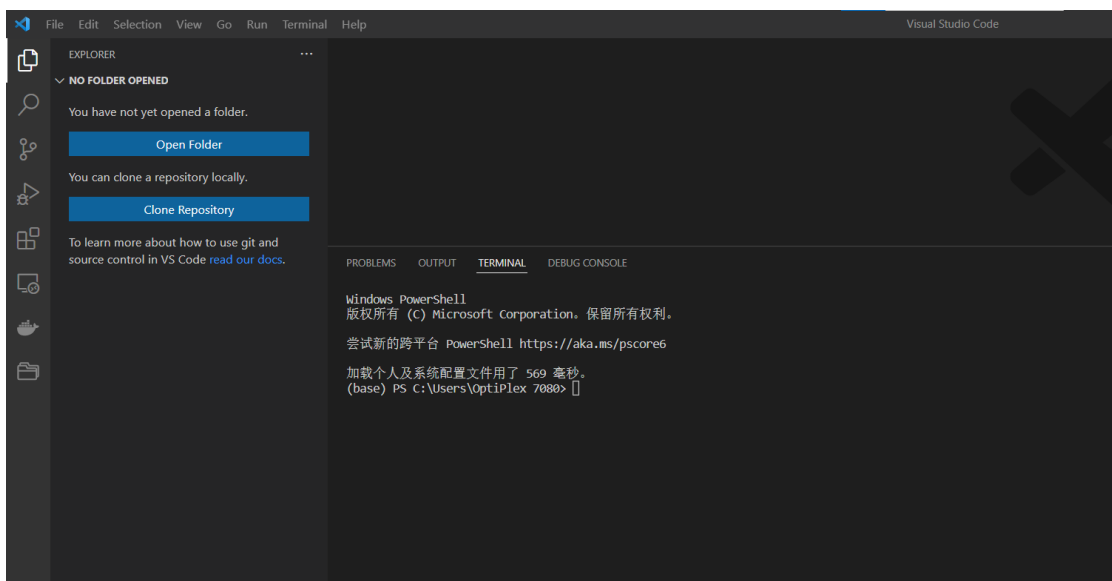 File Edit Selection View Go Run Terminal Help Visual Studio Code
EXPLORER
NO FOLDER OPENED
You have not yet opened a folder.
Open Folder
You can clone a repository locally.
Clone Repository
To learn more about how to use git and
source control in VS Code read our docs.
PROBLEMS OUTPUT TERMINAL DEBUG CONSOLE
Windows PowerShell
版权所有 (C) Microsoft Corporation。保留所有权利。
尝试新的跨平台 PowerShell https://aka.ms/pscore6
加载个人及系统配置文件用了 569 毫秒。
(base) PS C:\Users\OptiPlex 7080>